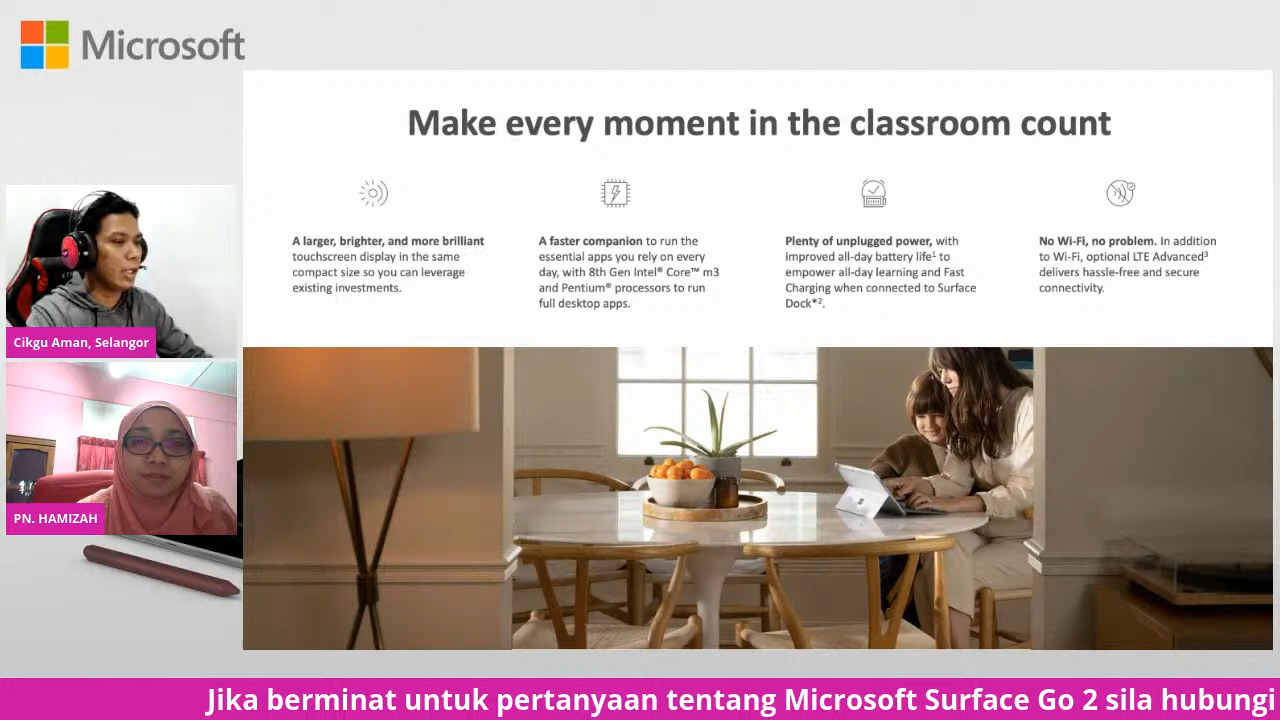 Microsoft
Make every moment in the classroom count
A larger, brighter, and more brilliant
touchscreen display in the same
compact size so you can leverage
existing investments.
A faster companion to run the
essential apps you rely on every
day, with 8th Gen Intel® Core™ m3
and Pentium® processors to run
full desktop apps.
Plenty of unplugged power, with
improved all-day battery life¹ to
empower all-day learning and Fast
Charging when connected to Surface
Dock*².
No Wi-Fi, no problem. In addition
to Wi-Fi, optional LTE Advanced³
delivers hassle-free and secure
connectivity.
Cikgu Aman, Selangor
PN. HAMIZAH
Jika berminat untuk pertanyaan tentang Microsoft Surface Go 2 sila hubungi